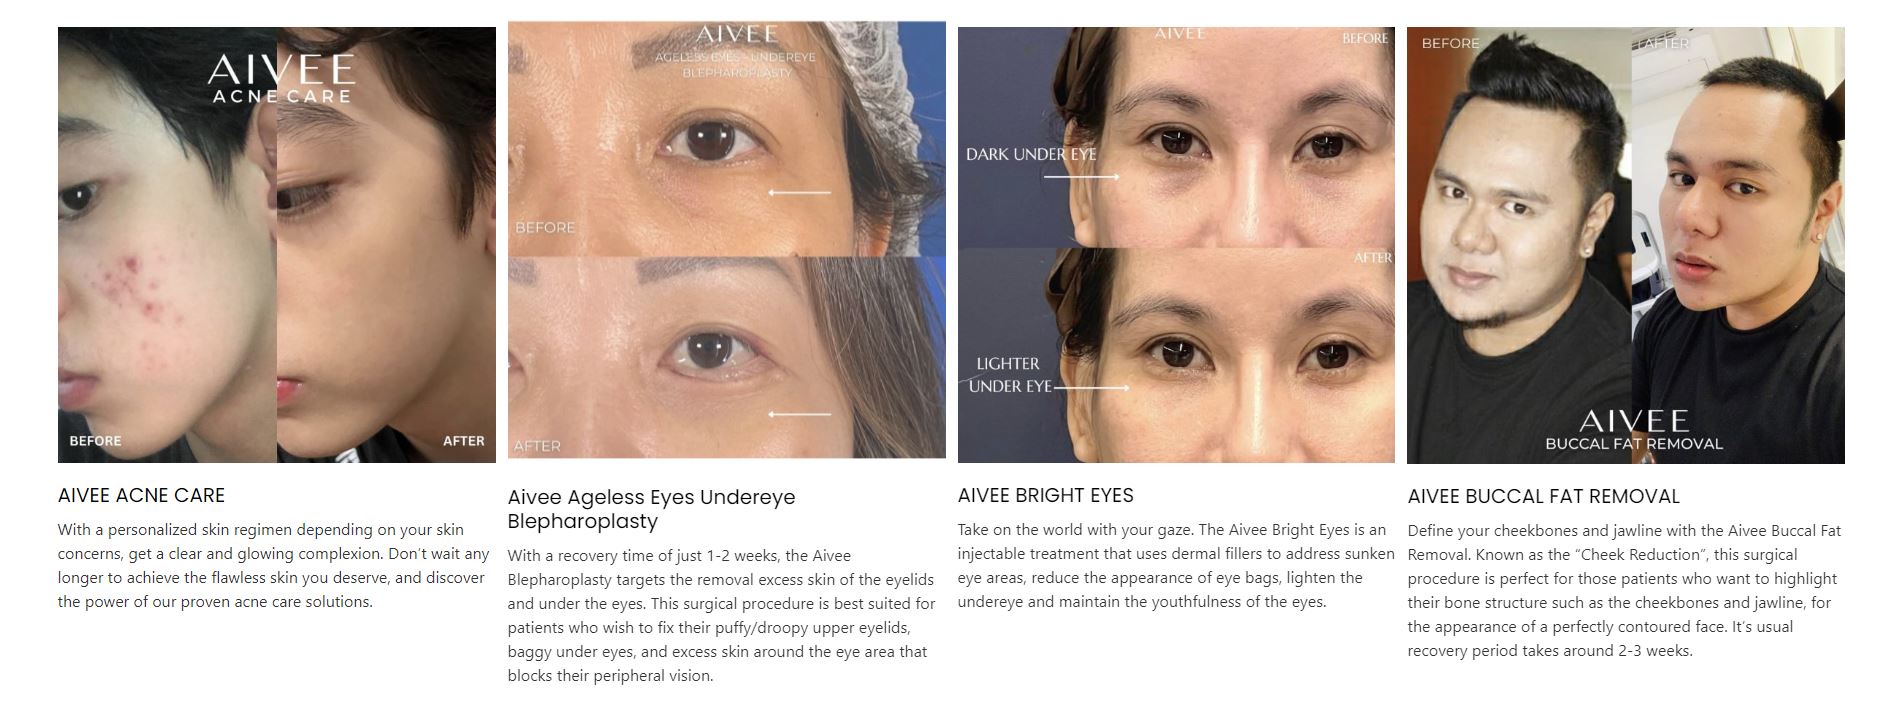 AIVEE
ACNE CARE
BEFORE
AFTER
AIVEE ACNE CARE
With a personalized skin regimen depending on your skin
concerns, get a clear and glowing complexion. Don't wait any
longer to achieve the flawless skin you deserve, and discover
the power of our proven acne care solutions.
AIVEE
AGELESS EYES - UNDEREYE
BLEPHAROPLASTY
BEFORE
AFTER
Aivee Ageless Eyes Undereye
Blepharoplasty
With a recovery time of just 1-2 weeks, the Aivee
Blepharoplasty targets the removal excess skin of the eyelids
and under the eyes. This surgical procedure is best suited for
patients who wish to fix their puffy/droopy upper eyelids,
baggy under eyes, and excess skin around the eye area that
blocks their peripheral vision.
AIVEE
BEFORE
DARK UNDER EYE
AFTER
LIGHTER
UNDER EYE
AIVEE BRIGHT EYES
Take on the world with your gaze. The Aivee Bright Eyes is an
injectable treatment that uses dermal fillers to address sunken
eye areas, reduce the appearance of eye bags, lighten the
undereye and maintain the youthfulness of the eyes.
BEFORE
AFTER
AIVEE
BUCCAL FAT REMOVAL
AIVEE BUCCAL FAT REMOVAL
Define your cheekbones and jawline with the Aivee Buccal Fat
Removal. Known as the “Cheek Reduction”, this surgical
procedure is perfect for those patients who want to highlight
their bone structure such as the cheekbones and jawline, for
the appearance of a perfectly contoured face. It's usual
recovery period takes around 2-3 weeks.